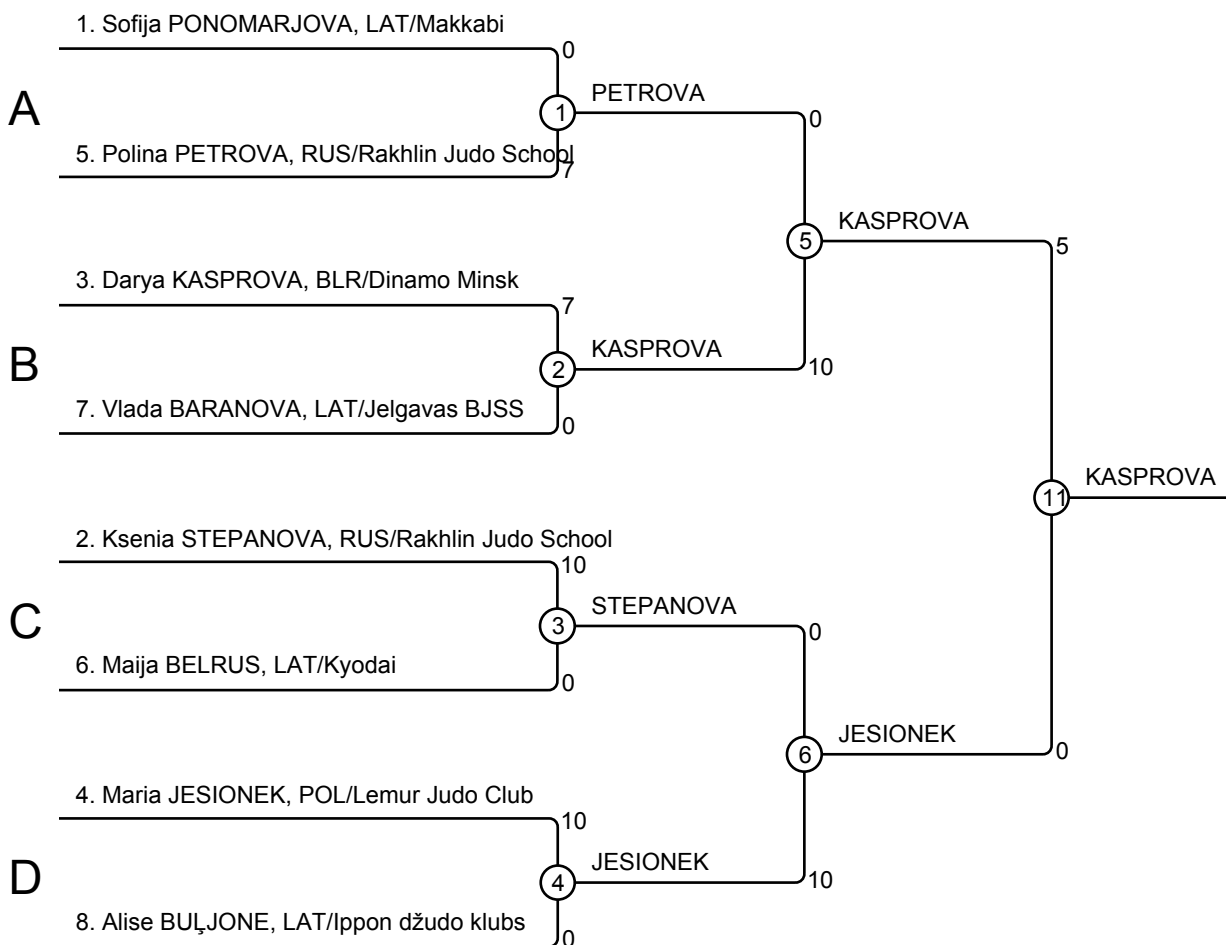 1. Sofija PONOMARJOVA, LAT/Makkabi
0
A
1
PETROVA
0
5. Polina PETROVA, RUS/Rakhlin Judo School
7
5
KASPROVA
5
3. Darya KASPROVA, BLR/Dinamo Minsk
7
B
2
KASPROVA
10
7. Vlada BARANOVA, LAT/Jelgavas BJSS
0
11
KASPROVA
2. Ksenia STEPANOVA, RUS/Rakhlin Judo School
10
C
3
STEPANOVA
0
6. Maija BELRUS, LAT/Kyodai
0
6
JESIONEK
0
4. Maria JESIONEK, POL/Lemur Judo Club
10
D
4
JESIONEK
10
8. Alise BUĻJONE, LAT/Ippon džudo klubs
0